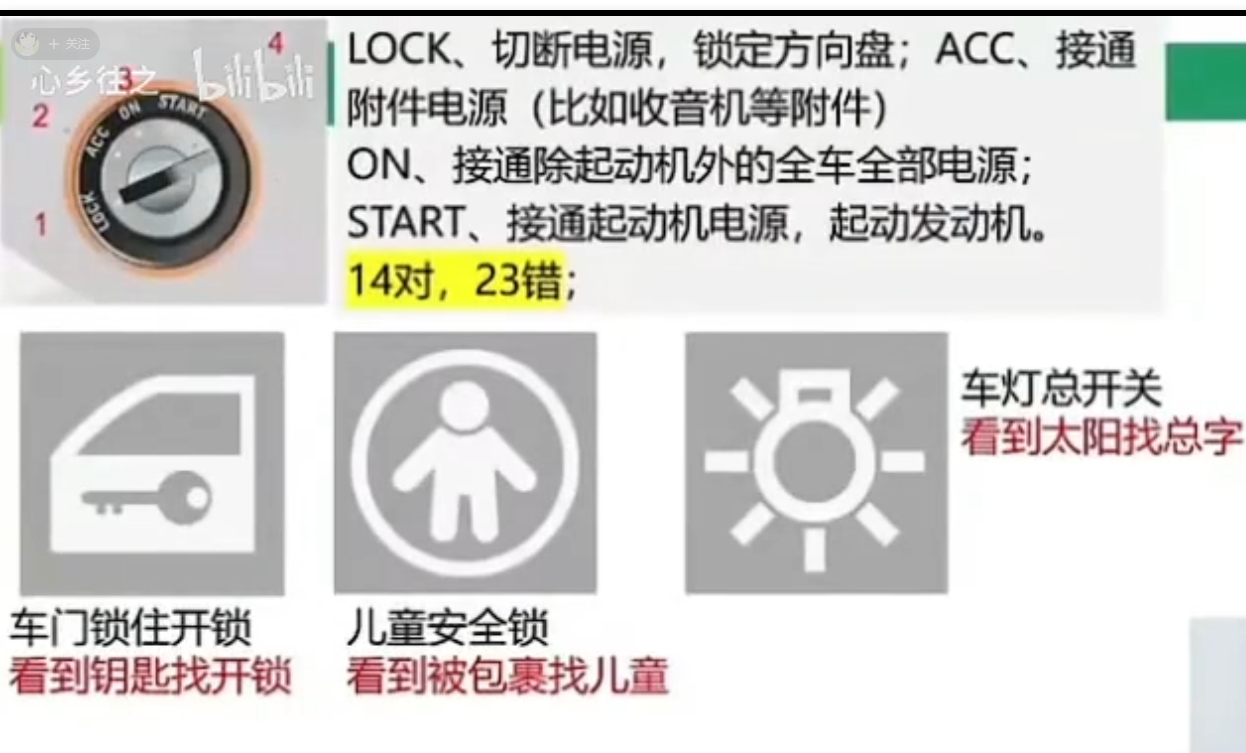 + 关注
心乡往之 bilibili
1
2
3
4
LOCK
ACC
ON
START
LOCK、切断电源，锁定方向盘；ACC、接通
附件电源（比如收音机等附件）
ON、接通除起动机外的全车全部电源；
START、接通起动机电源，起动发动机。
14对，23错；
车灯总开关
看到太阳找总字
车门锁住开锁
看到钥匙找开锁
儿童安全锁
看到被包裹找儿童